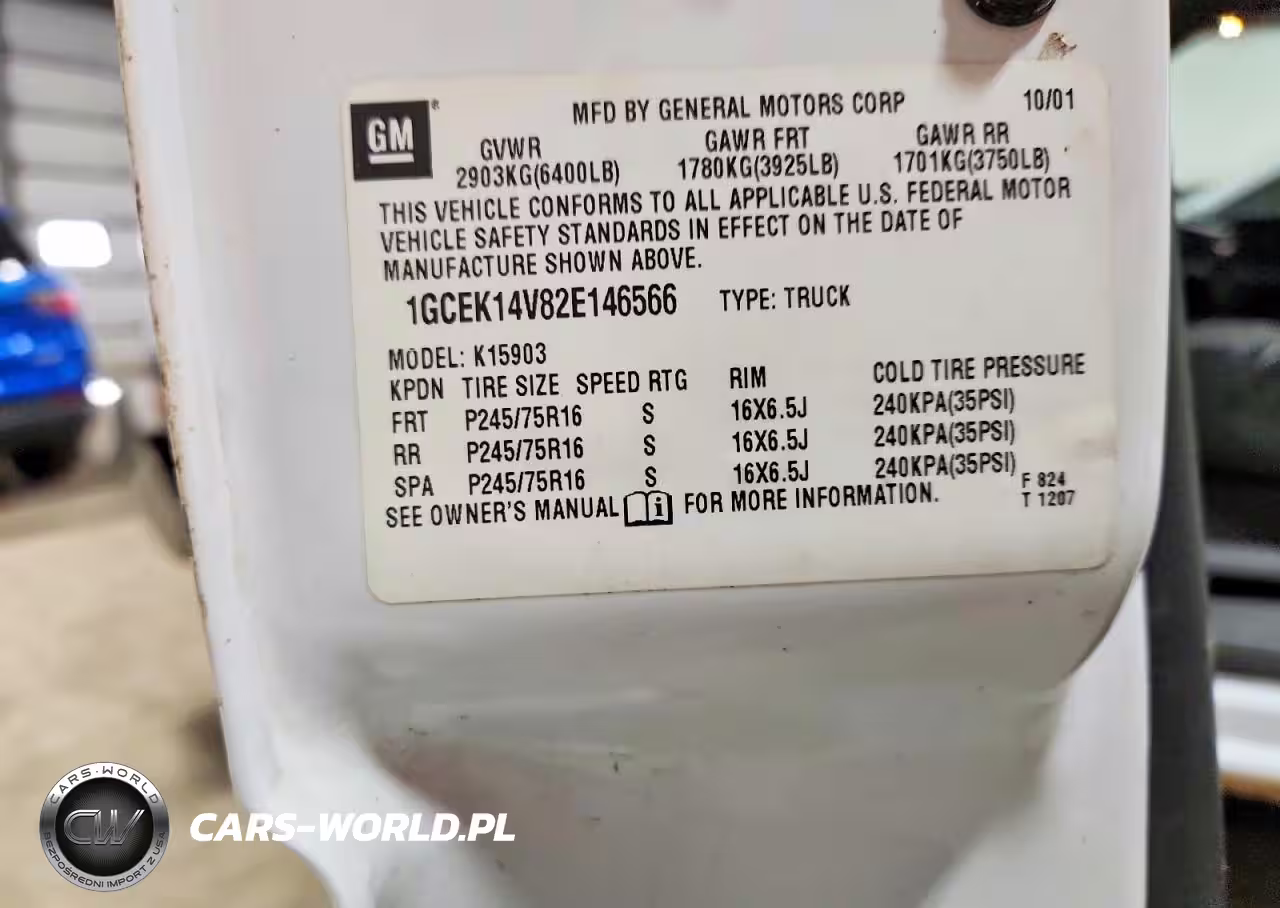 GM ®
MFD BY GENERAL MOTORS CORP 10/01
GVWR GAWR FRT GAWR RR
2903KG(6400LB) 1780KG(3925LB) 1701KG(3750LB)
THIS VEHICLE CONFORMS TO ALL APPLICABLE U.S. FEDERAL MOTOR
VEHICLE SAFETY STANDARDS IN EFFECT ON THE DATE OF
MANUFACTURE SHOWN ABOVE.
1GCEK14V82E146566 TYPE: TRUCK
MODEL: K15903
KPDN TIRE SIZE SPEED RTG RIM COLD TIRE PRESSURE
FRT P245/75R16 S 16X6.5J 240KPA(35PSI)
RR P245/75R16 S 16X6.5J 240KPA(35PSI)
SPA P245/75R16 S 16X6.5J 240KPA(35PSI)
F 824
T 1207
SEE OWNER'S MANUAL i FOR MORE INFORMATION.
CARS-WORLD
CW
BEZPOŚREDNI IMPORT Z USA
CARS-WORLD.PL